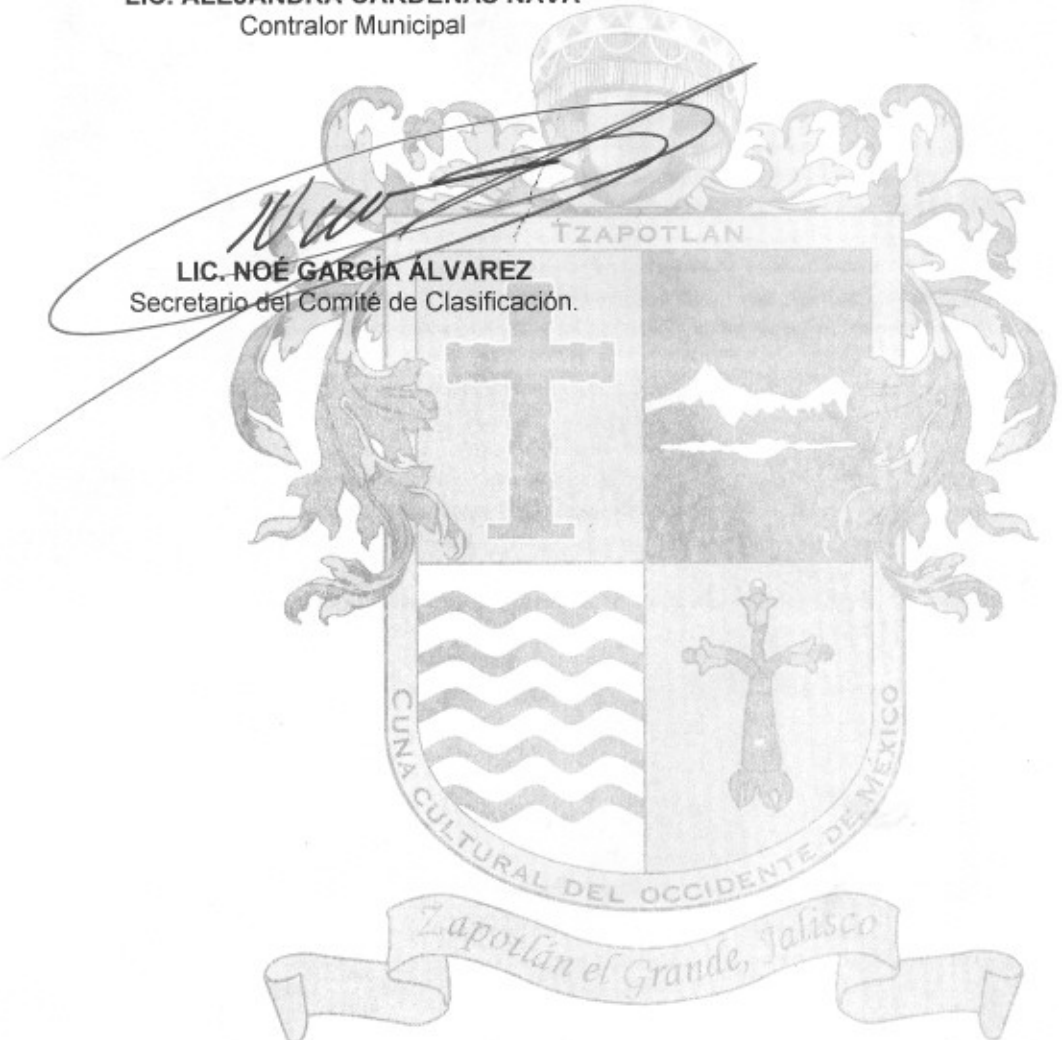 LIC. ALEJANDRA CÁRDENAS NAVA
Contralor Municipal
LIC. NOÉ GARCÍA ÁLVAREZ
Secretario del Comité de Clasificación.
TZAPOTLAN
CUNA CULTURAL DEL OCCIDENTE DE MÉXICO
Zapotlán el Grande, Jalisco